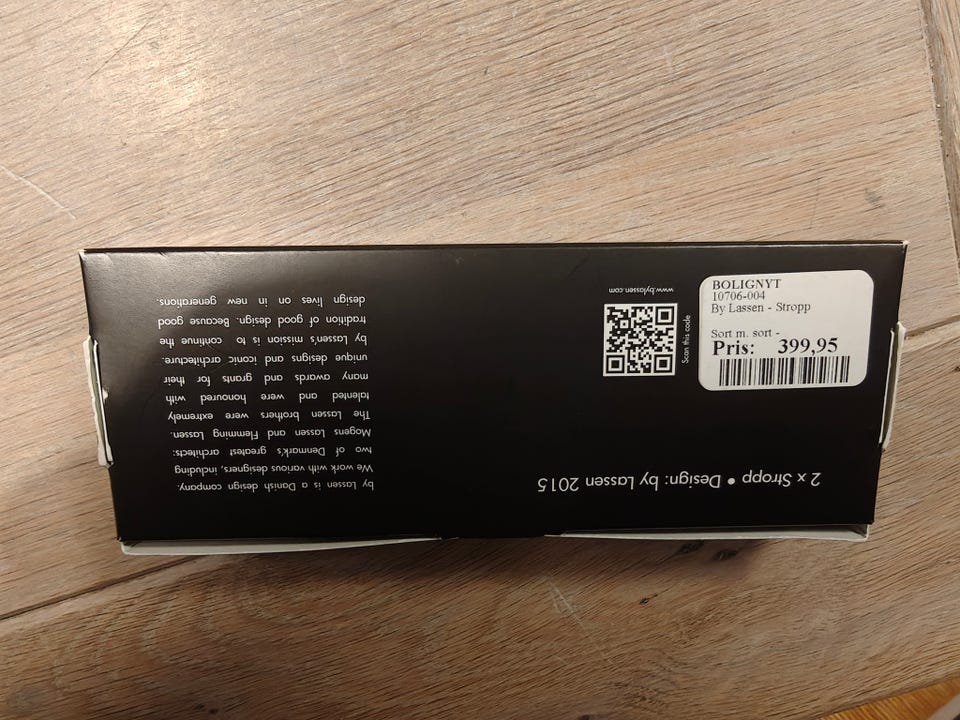 BOLIGNYT
10706-004
By Lassen - Stropp
Sort m. sort -
Pris: 399,95
www.bylassen.com
Scan this code
2 x Stropp • Design: by Lassen 2015
by Lassen is a Danish design company.
We work with various designers, including
two of Denmark's greatest architects:
Mogens Lassen and Flemming Lassen.
The Lassen brothers were extremely
talented and were honoured with
many awards and grants for their
unique designs and iconic architecture.
by Lassen's mission is to continue the
tradition of good design. Because good
design lives on in new generations.